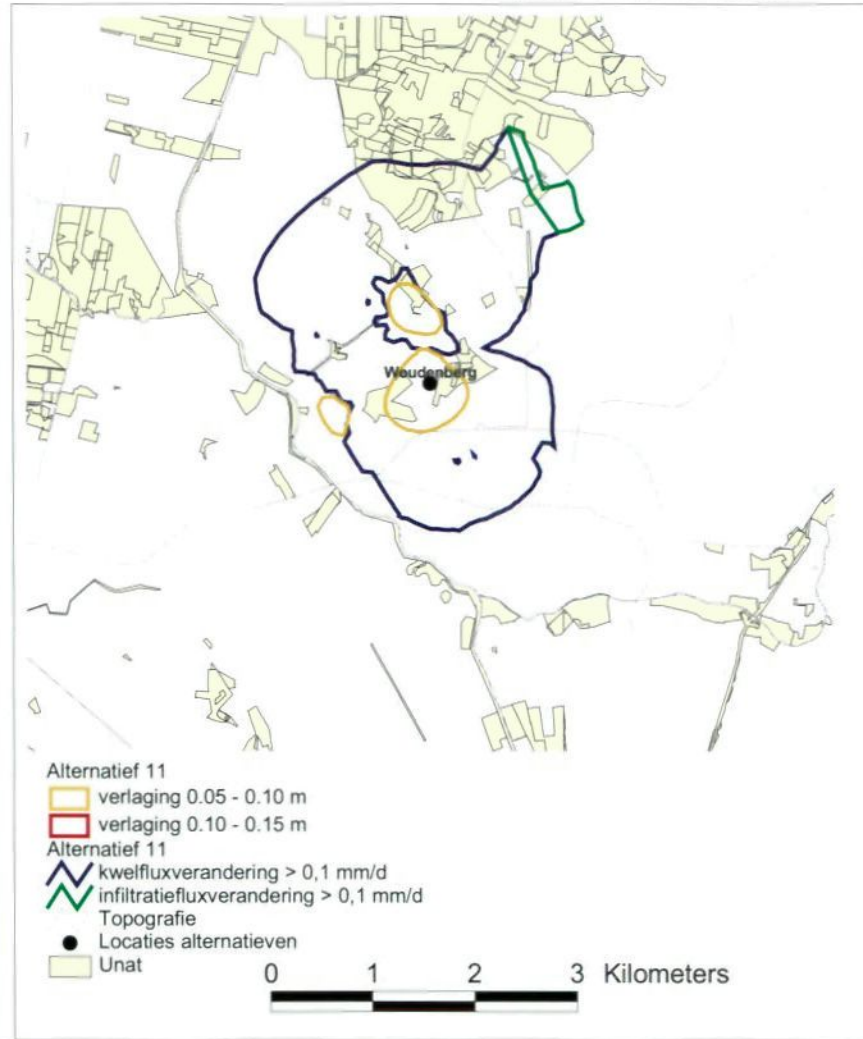 Woudenberg
Alternatief 11
verlaging 0.05 - 0.10 m
verlaging 0.10 - 0.15 m
Alternatief 11
kwelfluxverandering > 0,1 mm/d
infiltratiefluxverandering > 0,1 mm/d
Topografie
Locaties alternatieven
Unat
0 1 2 3 Kilometers